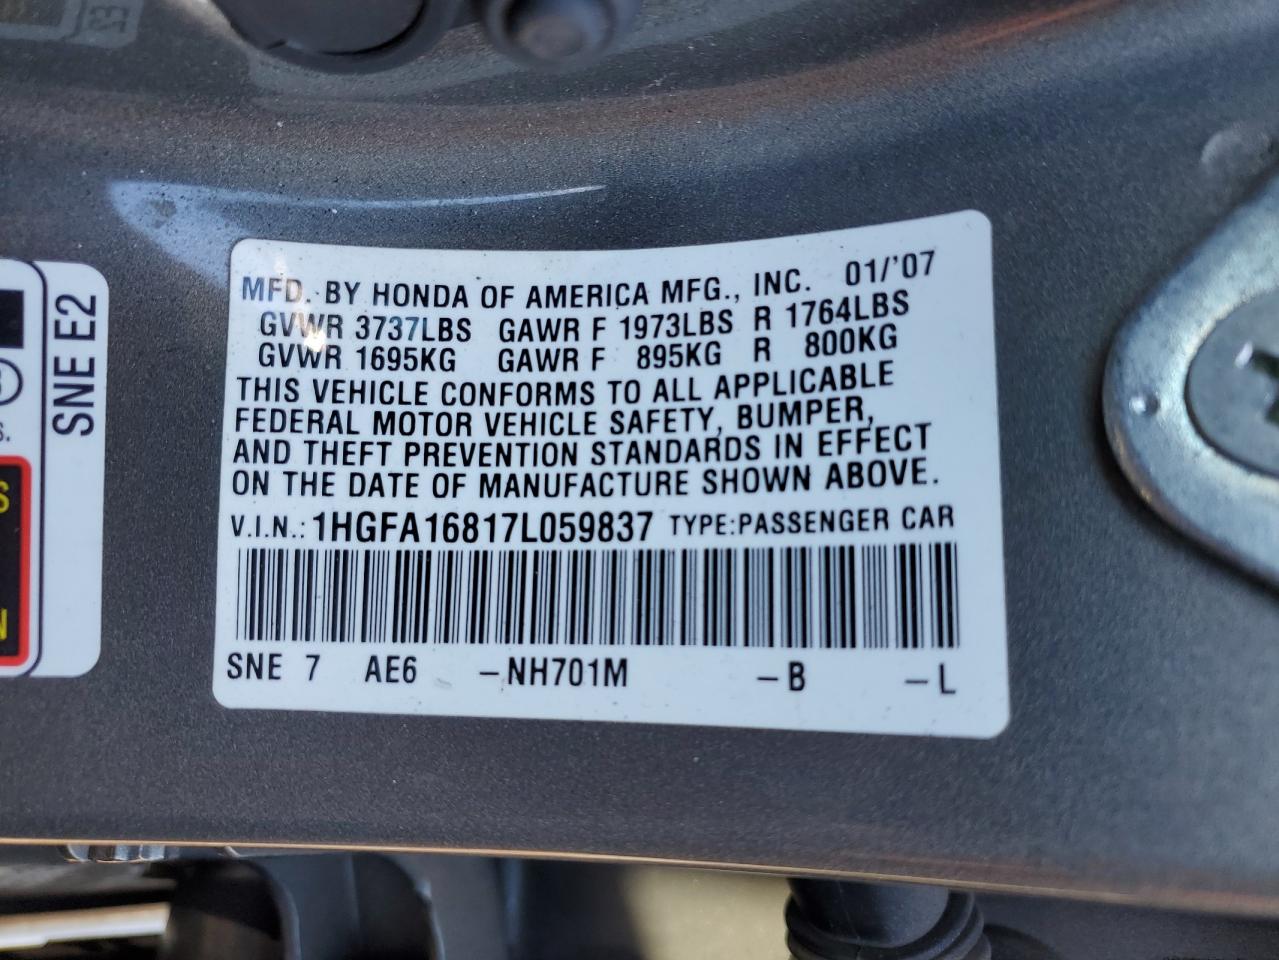 MFD. BY HONDA OF AMERICA MFG., INC. 01/'07
GVWR 3737LBS GAWR F 1973LBS R 1764LBS
GVWR 1695KG GAWR F 895KG R 800KG
THIS VEHICLE CONFORMS TO ALL APPLICABLE
FEDERAL MOTOR VEHICLE SAFETY, BUMPER,
AND THEFT PREVENTION STANDARDS IN EFFECT
ON THE DATE OF MANUFACTURE SHOWN ABOVE.
V.I.N.: 1HGFA16817L059837 TYPE:PASSENGER CAR
SNE 7 AE6 –NH701M –B –L
SNE E2